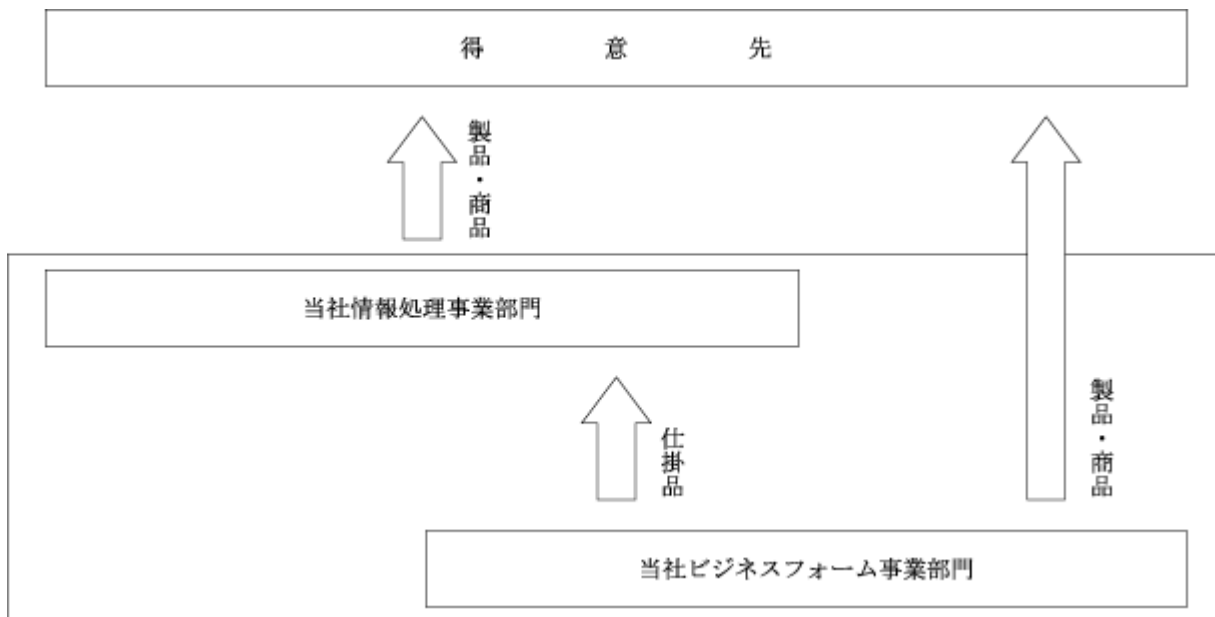 得意先
製品・商品
当社情報処理事業部門
仕掛品
製品・商品
当社ビジネスフォーム事業部門